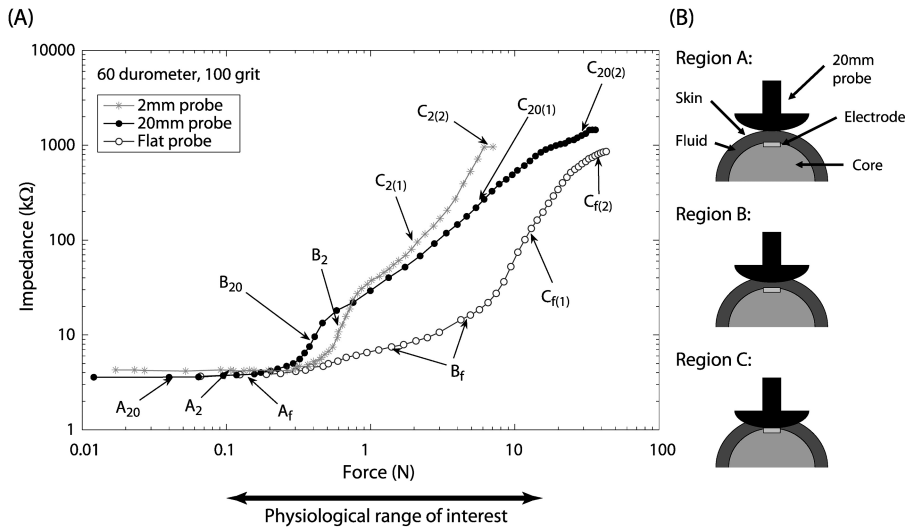 (A)
(B)
60 durometer, 100 grit
2mm probe
20mm probe
Flat probe
Impedance (kΩ)
10000
1000
100
10
1
C20(2)
C20(1)
C2(2)
C2(1)
Cf(2)
Cf(1)
B20
B2
Bf
A20
A2
Af
0.01
0.1
1
10
100
Force (N)
Physiological range of interest
Region A:
20mm
probe
Skin
Electrode
Fluid
Core
Region B:
Region C: